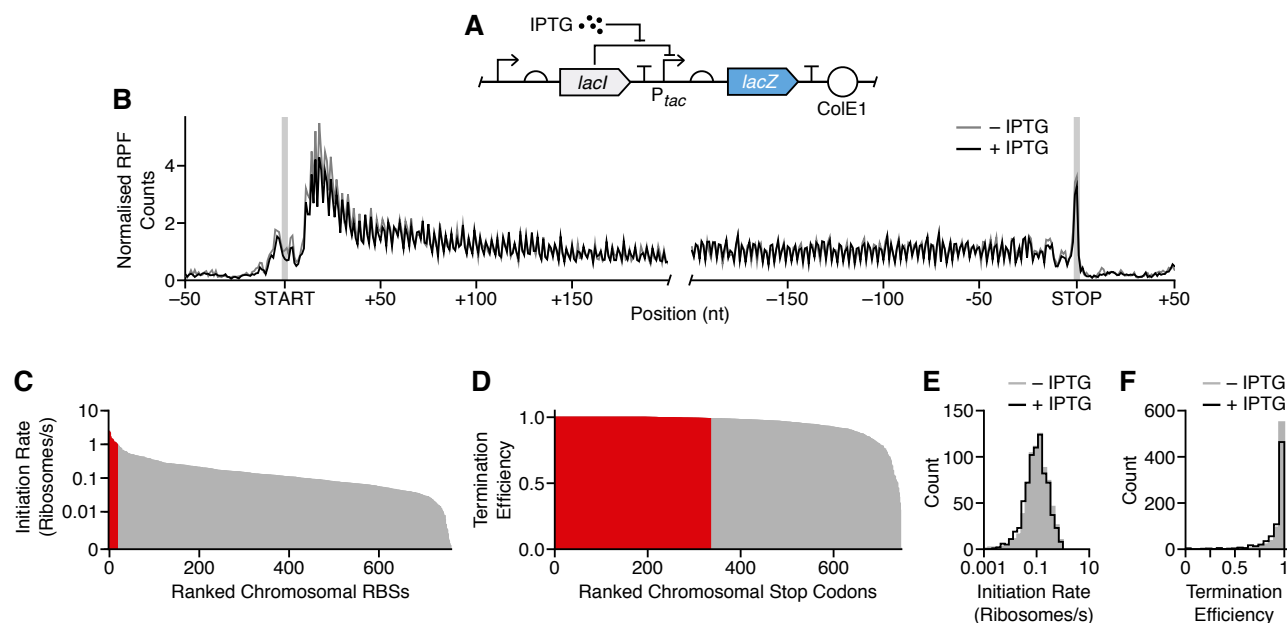 A
IPTG
lacI
Ptac
lacZ
ColE1
B
– IPTG
+ IPTG
Normalised RPF
Counts
4
2
0
–50
START
+50
+100
+150
–150
–100
-50
STOP
+50
Position (nt)
C
Initiation Rate
(Ribosomes/s)
10
1
0.1
0.01
0
0
200
400
600
Ranked Chromosomal RBSs
D
Termination
Efficiency
1.0
0.5
0.0
0
200
400
600
Ranked Chromosomal Stop Codons
E
– IPTG
+ IPTG
Count
150
100
50
0
0.001
0.1
10
Initiation Rate
(Ribosomes/s)
F
– IPTG
+ IPTG
Count
600
400
200
0
0
0.5
1
Termination
Efficiency